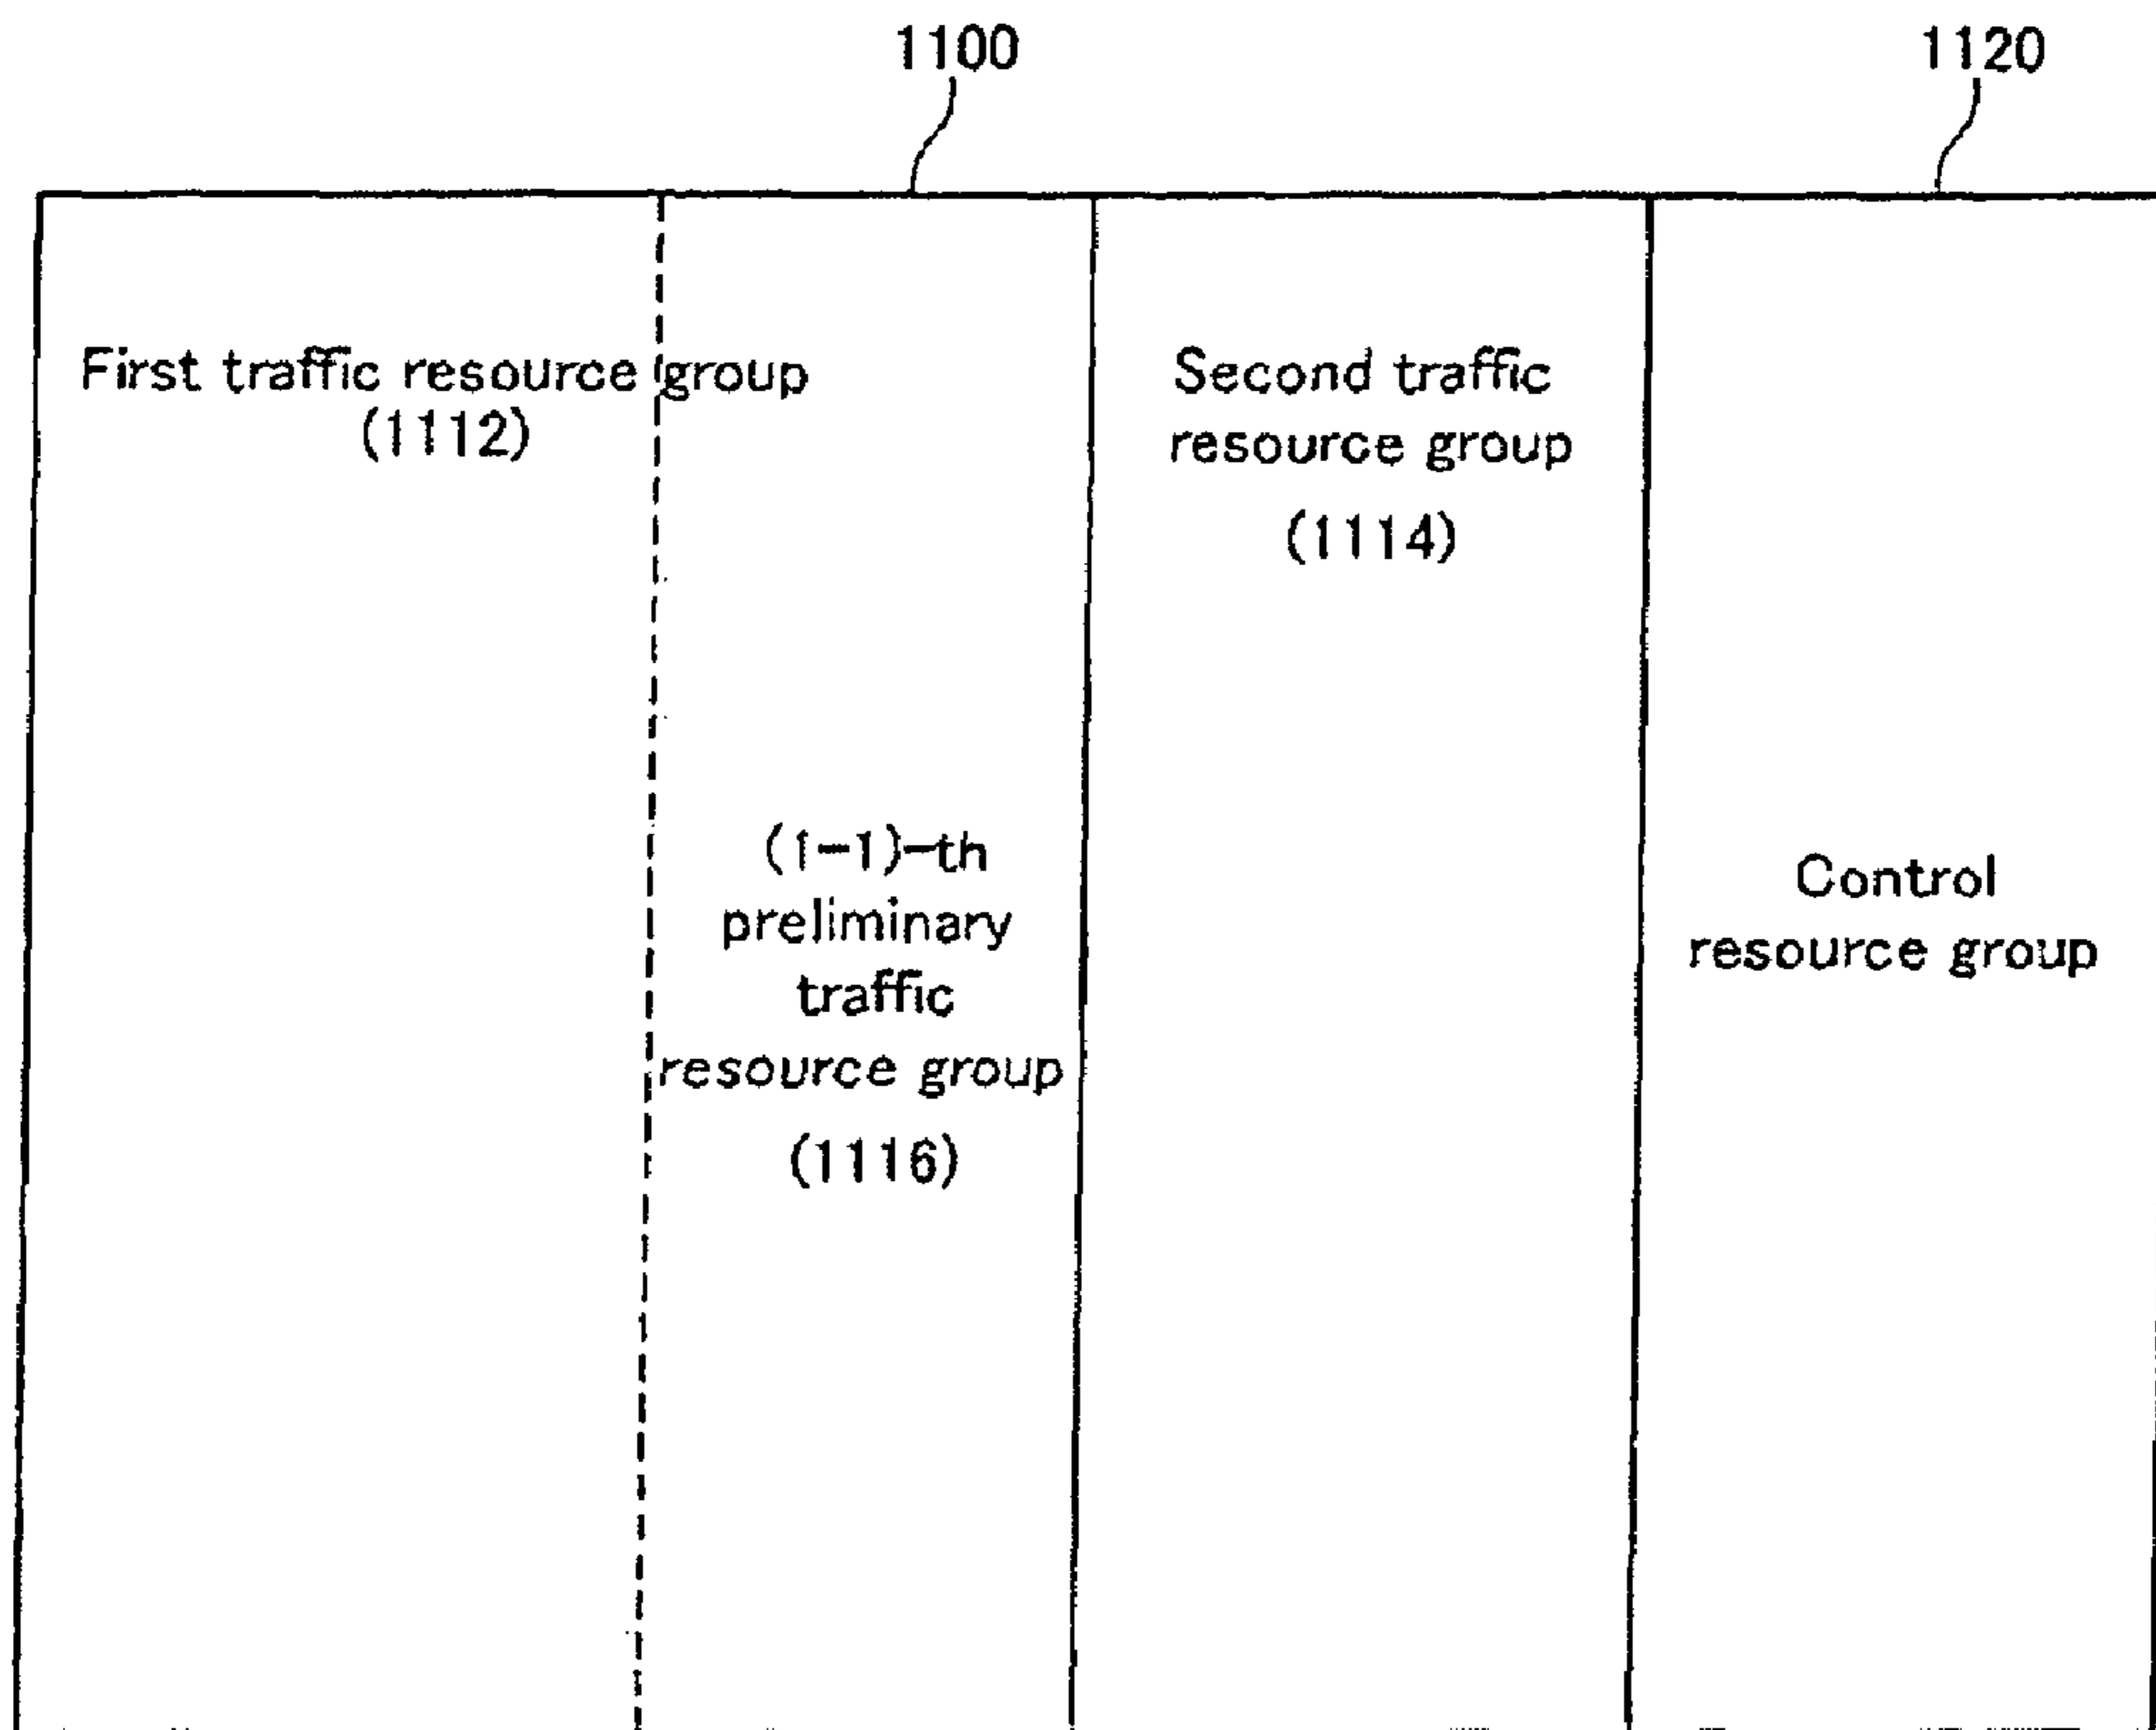 1100
1120
First traffic resource group
(1112)
Second traffic
resource group
(1114)
(1-1)-th
preliminary
traffic
resource group
(1116)
Control
resource group